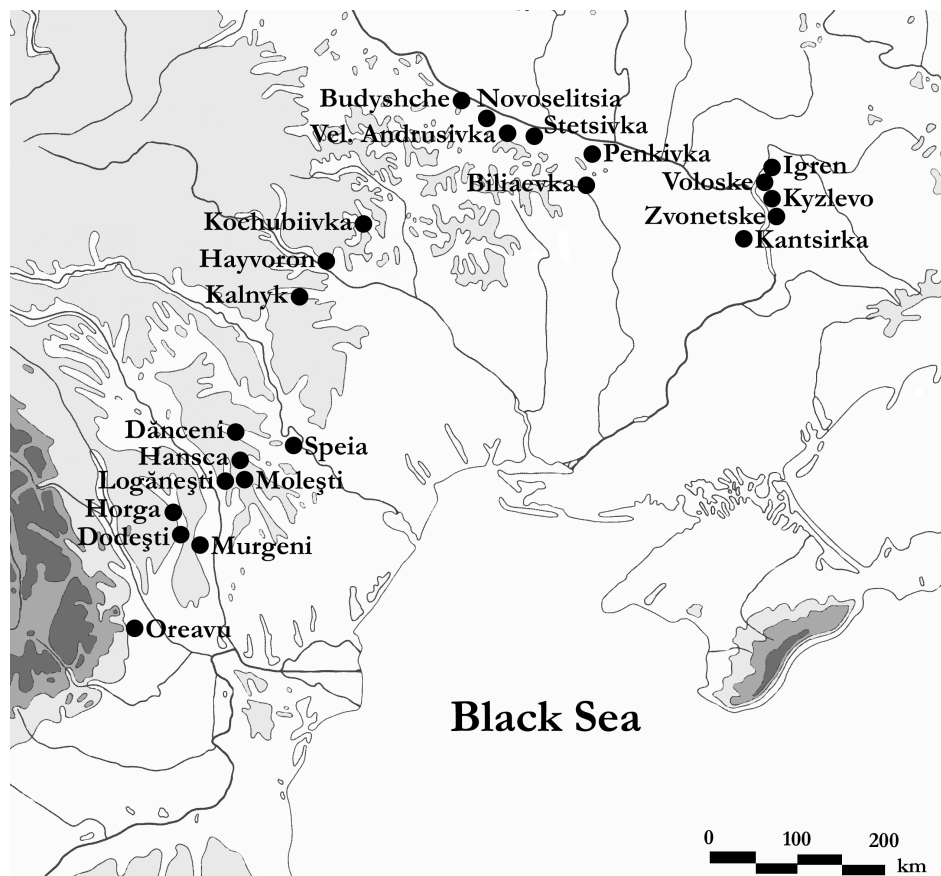 Budyshche
Novoselitsia
Vel. Andrusivka
Stetsivka
Penkivka
Igren
Voloske
Biliaevka
Kyzlevo
Zvonetske
Kantsirka
Kochubiivka
Hayvoron
Kalnyk
Dănceni
Speia
Hansca
Logăneşti
Moleşti
Horga
Dodeşti
Murgeni
Oreavu
Black Sea
0 100 200
km